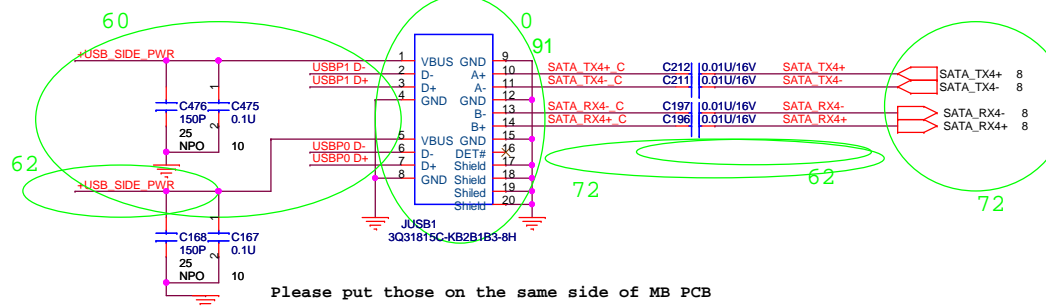 60
0
91
+USB_SIDE_PWR
1 VBUS GND 9
USBP1 D- 2 D- A+ 10 SATA_TX4+_C C212 0.01U/16V SATA_TX4+ SATA_TX4+ 8
USBP1 D+ 3 D+ A- 11 SATA_TX4-_C C211 0.01U/16V SATA_TX4- SATA_TX4- 8
4 GND GND 12
B- 13 SATA_RX4-_C C197 0.01U/16V SATA_RX4- SATA_RX4- 8
B+ 14 SATA_RX4+_C C196 0.01U/16V SATA_RX4+ SATA_RX4+ 8
1 1
C476 C475
150P 0.1U
25 2
NPO 10
5 VBUS GND 15
USBP0 D- 6 D- DET# 16
USBP0 D+ 7 D+ Shield 17
8 GND Shield 18
Shiled 19
Shield 20
62
72
62
72
+USB_SIDE_PWR
JUSB1
3Q31815C-KB2B1B3-8H
1
C168 C167
150P 0.1U
25 2
NPO 10
Please put those on the same side of MB PCB